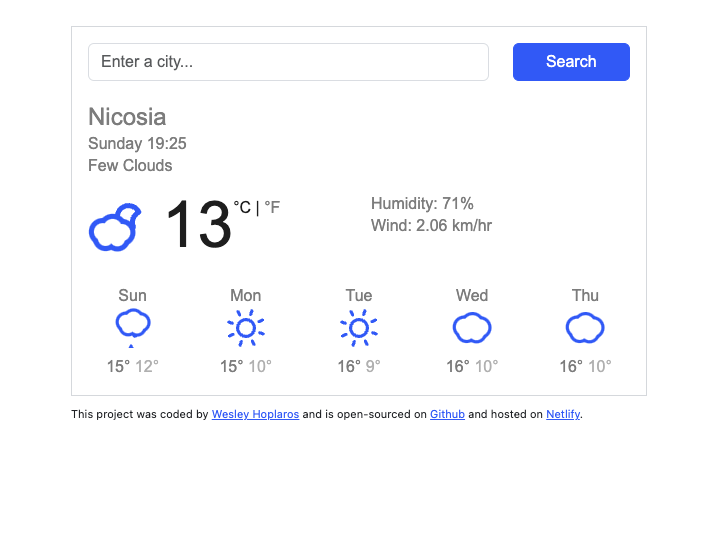 Enter a city...
Search
Nicosia
Sunday 19:25
Few Clouds
13 °C | °F
Humidity: 71%
Wind: 2.06 km/hr
Sun Mon Tue Wed Thu
15° 12° 15° 10° 16° 9° 16° 10° 16° 10°
This project was coded by Wesley Hoplaros and is open-sourced on Github and hosted on Netlify.